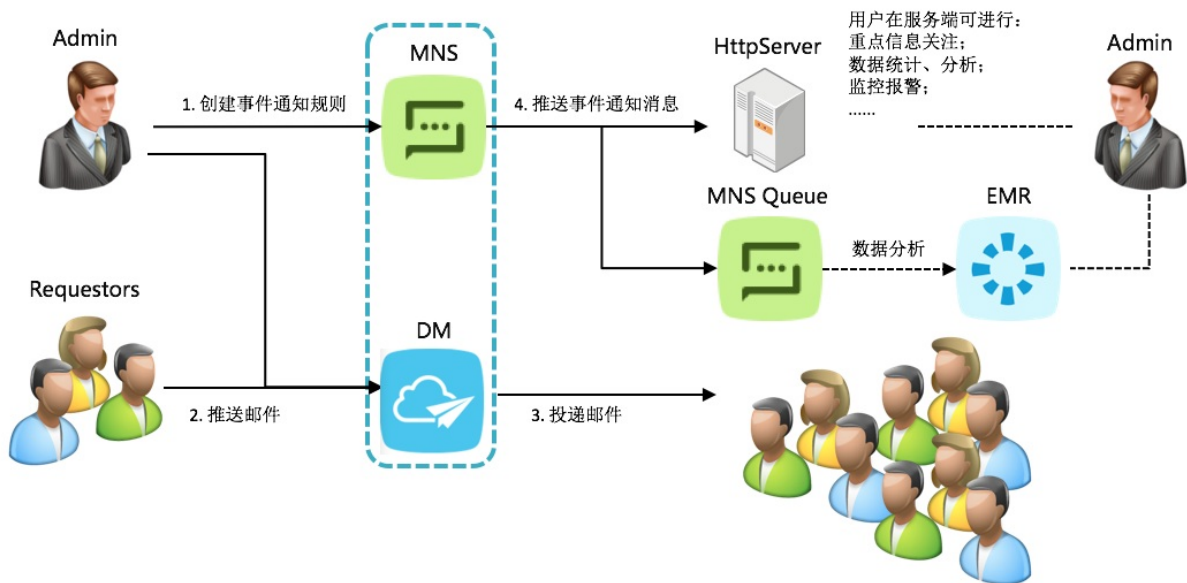 Admin
MNS
HttpServer
用户在服务端可进行:
重点信息关注;
数据统计、分析;
监控报警;
......
Admin
1. 创建事件通知规则
4. 推送事件通知消息
MNS Queue
EMR
数据分析
Requestors
DM
2. 推送邮件
3. 投递邮件